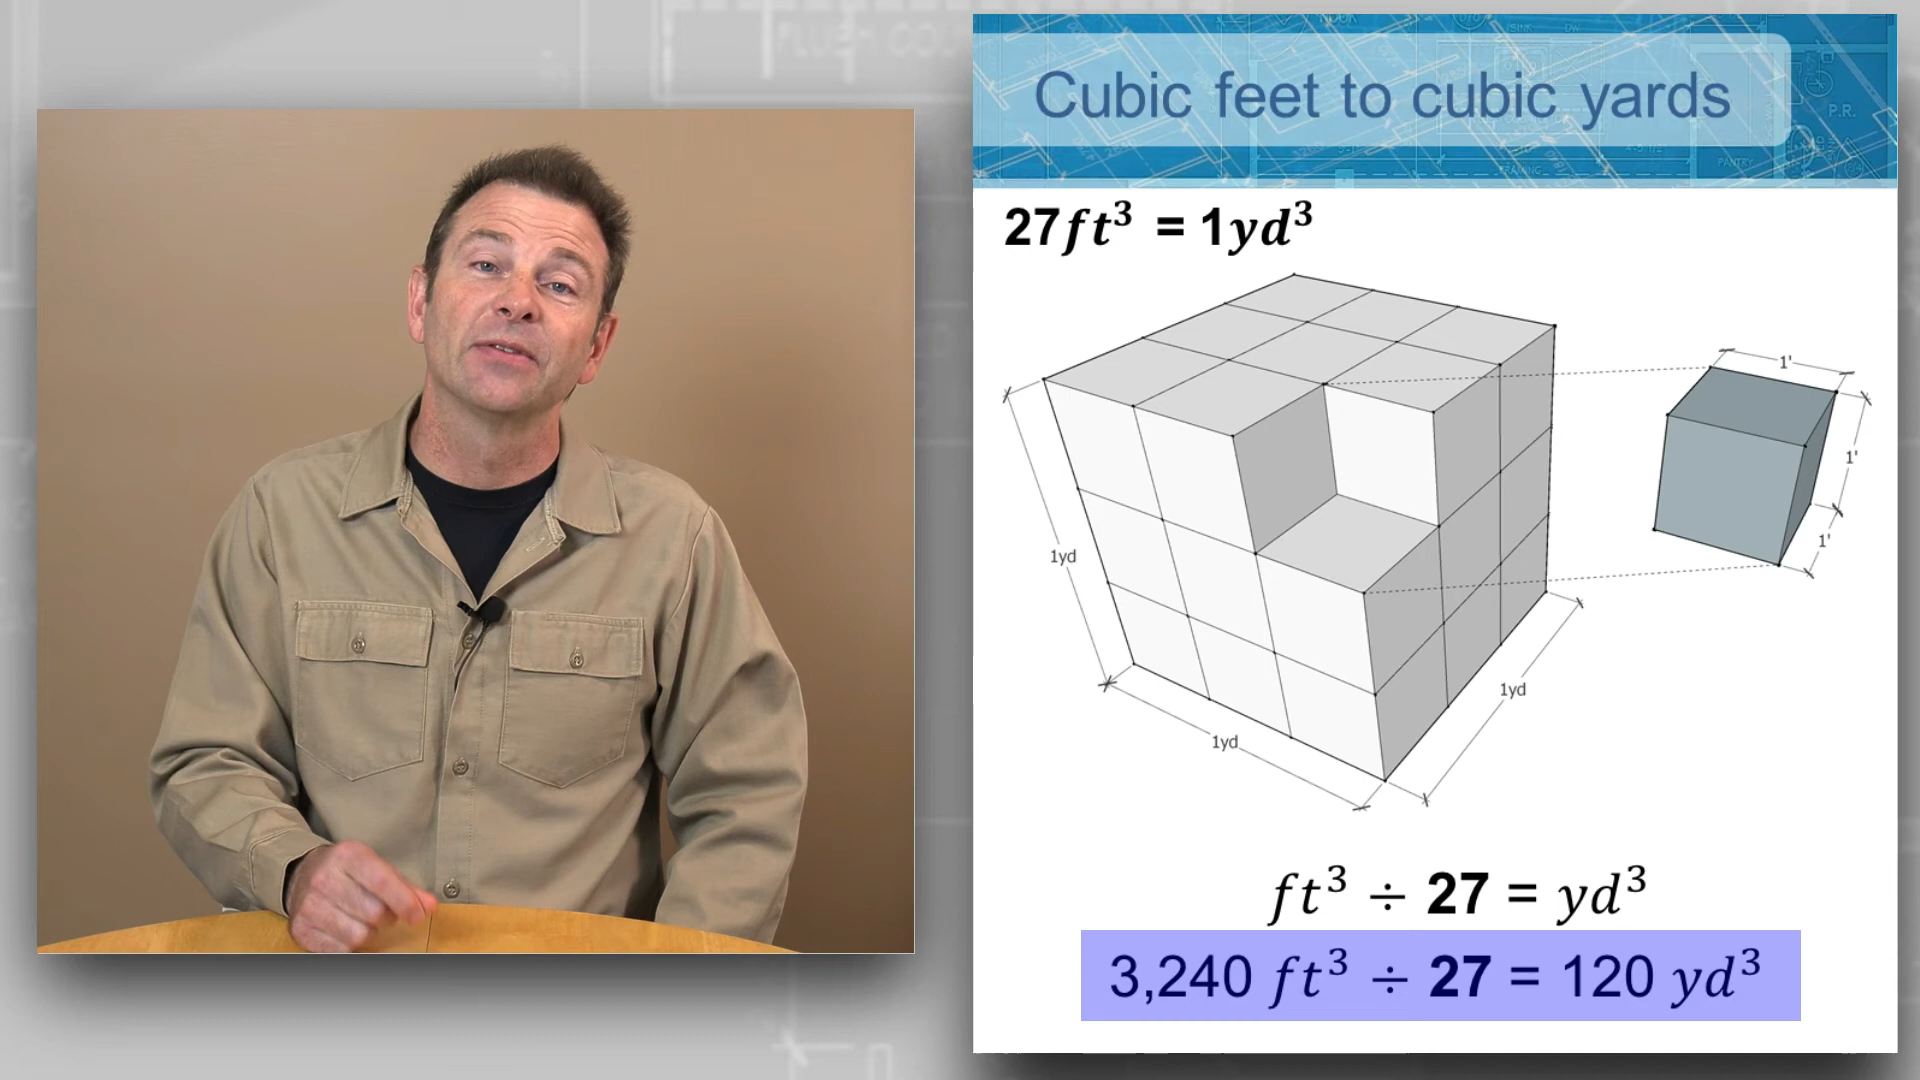 Cubic feet to cubic yards
27ft³ = 1yd³
1'
1'
1'
1yd
1yd
1yd
ft³ ÷ 27 = yd³
3,240 ft³ ÷ 27 = 120 yd³
P.R.
PANTRY